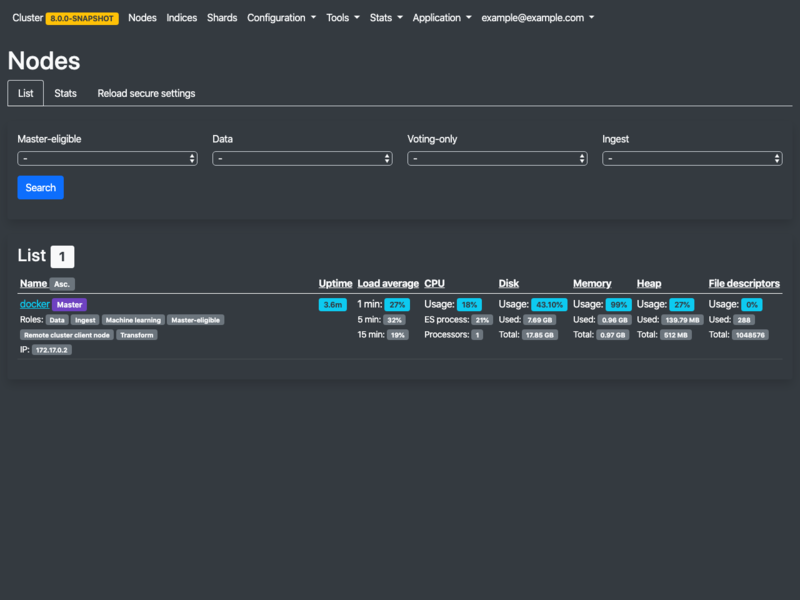 Cluster 8.0.0-SNAPSHOT Nodes Indices Shards Configuration Tools Stats Application example@example.com
Nodes
List Stats Reload secure settings
Master-eligible Data Voting-only Ingest
- - - -
Search
List 1
Name Asc. Uptime Load average CPU Disk Memory Heap File descriptors
docker Master 3.6m 1 min: 27% Usage: 18% Usage: 43.10% Usage: 99% Usage: 27% Usage: 0%
Roles: Data Ingest Machine learning Master-eligible 5 min: 32% ES process: 21% Used: 7.69 GB Used: 0.96 GB Used: 139.79 MB Used: 288
Remote cluster client node Transform 15 min: 19% Processors: 1 Total: 17.85 GB Total: 0.97 GB Total: 512 MB Total: 1048576
IP: 172.17.0.2